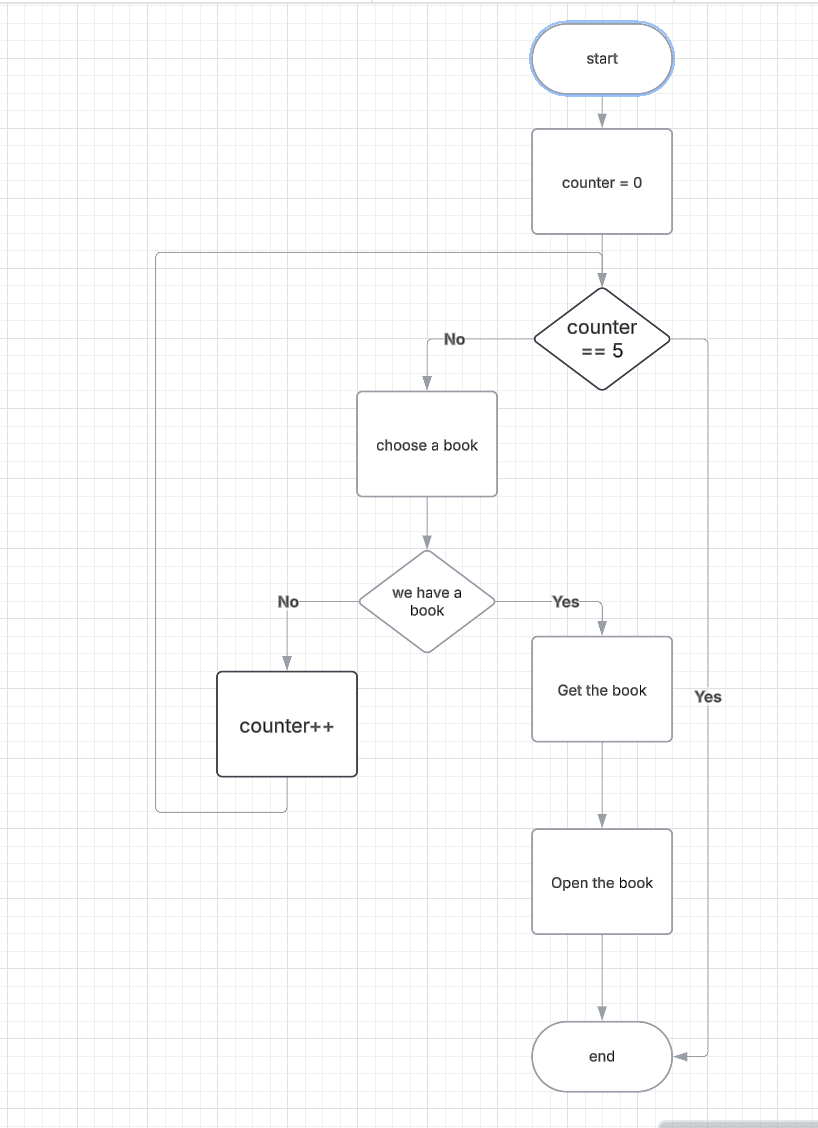 start
counter = 0
counter
== 5
No
choose a book
we have a
book
No
Yes
Get the book
Yes
counter++
Open the book
end